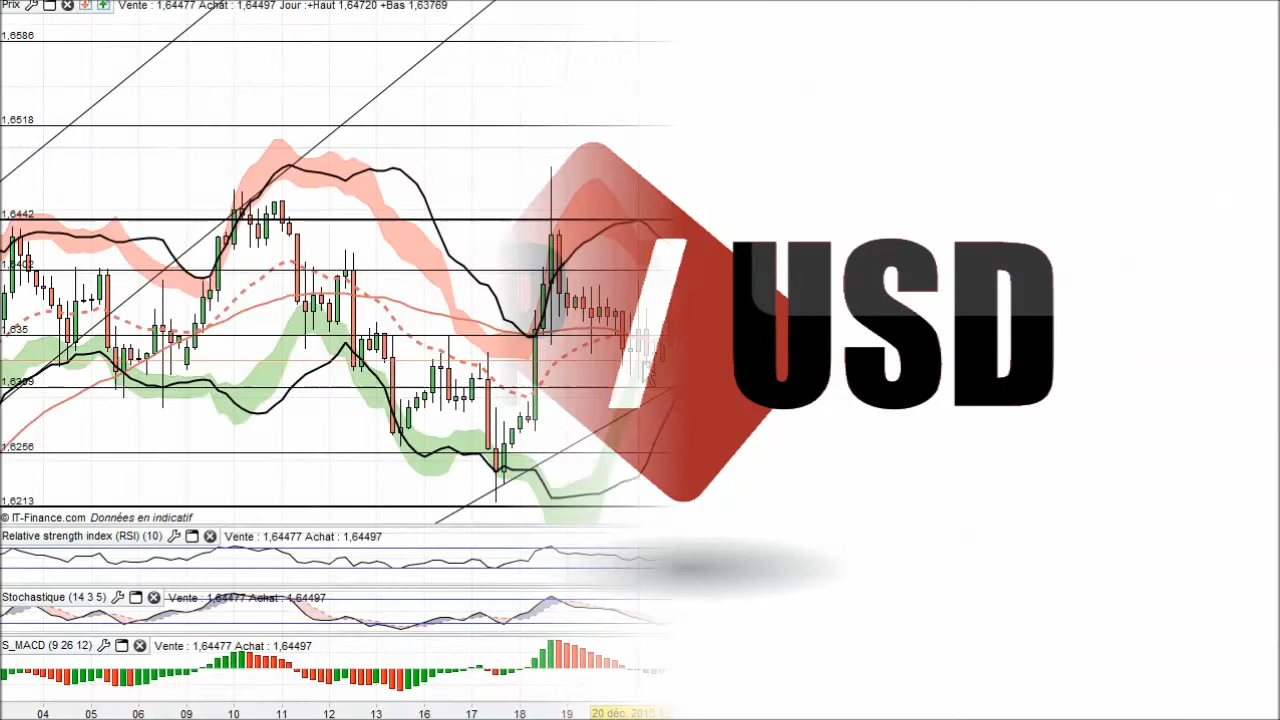 Prix Vente : 1,64477 Achat : 1,64497 Jour :+Haut 1,64720 +Bas 1,63769
1,6586
1,6518
1,6442
/USD
1,635
1,6256
1,6213
© IT-Finance.com Données en indicatif
Relative strength index (RSI) (10) Vente : 1,64477 Achat : 1,64497
Stochastique (14 3 5) Vente : 1,64477 Achat : 1,64497
S_MACD (9 26 12) Vente : 1,64477 Achat : 1,64497
04 05 06 09 10 11 12 13 16 17 18 19 20 déc.